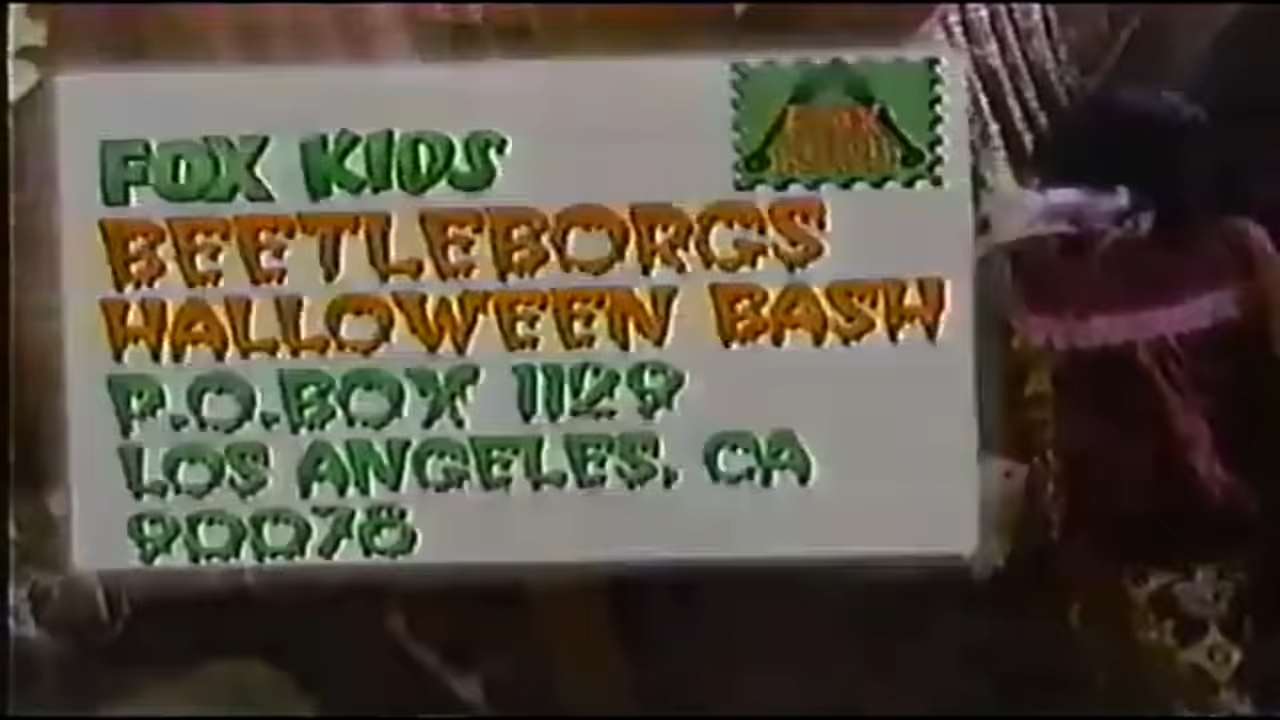 FOX KIDS
BEETLEBORGS
HALLOWEEN BASH
P.O.BOX 1129
LOS ANGELES, CA
90078